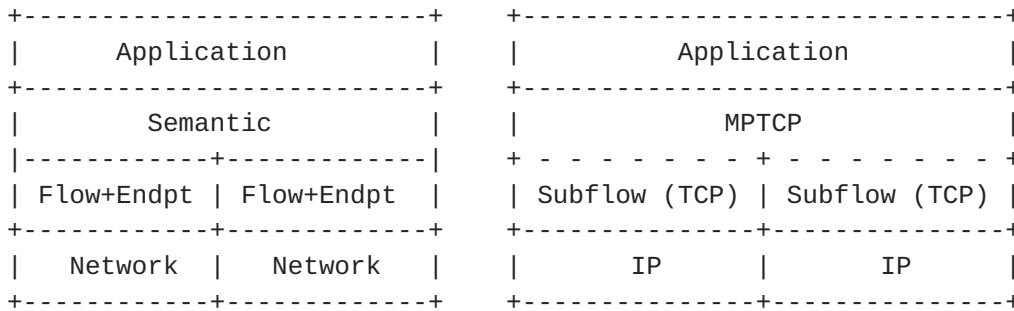 +--------------------------+    +-------------------------------+
|      Application         |    |          Application          |
+--------------------------+    +-------------------------------+
|        Semantic          |    |             MPTCP             |
|------------+-------------|    + - - - - - - - + - - - - - - - +
| Flow+Endpt | Flow+Endpt  |    | Subflow (TCP) | Subflow (TCP) |
+------------+-------------+    +---------------+---------------+
|   Network  |   Network   |    |       IP      |       IP      |
+------------+-------------+    +---------------+---------------+